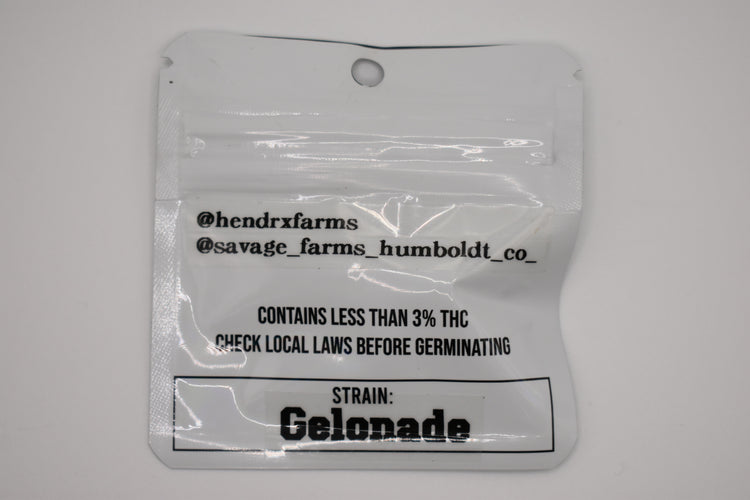 @hendrxfarms
@savage_farms_humboldt_co_
CONTAINS LESS THAN 3% THC
CHECK LOCAL LAWS BEFORE GERMINATING
STRAIN:
Gelonade